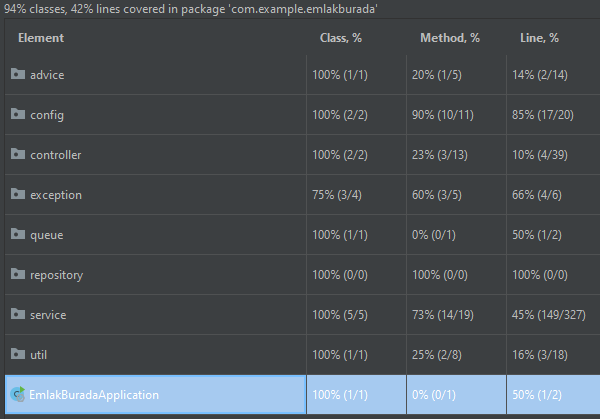 94% classes, 42% lines covered in package 'com.example.emlakburada'
Element Class, % Method, % Line, %
advice 100% (1/1) 20% (1/5) 14% (2/14)
config 100% (2/2) 90% (10/11) 85% (17/20)
controller 100% (2/2) 23% (3/13) 10% (4/39)
exception 75% (3/4) 60% (3/5) 66% (4/6)
queue 100% (1/1) 0% (0/1) 50% (1/2)
repository 100% (0/0) 100% (0/0) 100% (0/0)
service 100% (5/5) 73% (14/19) 45% (149/327)
util 100% (1/1) 25% (2/8) 16% (3/18)
EmlakBuradaApplication 100% (1/1) 0% (0/1) 50% (1/2)